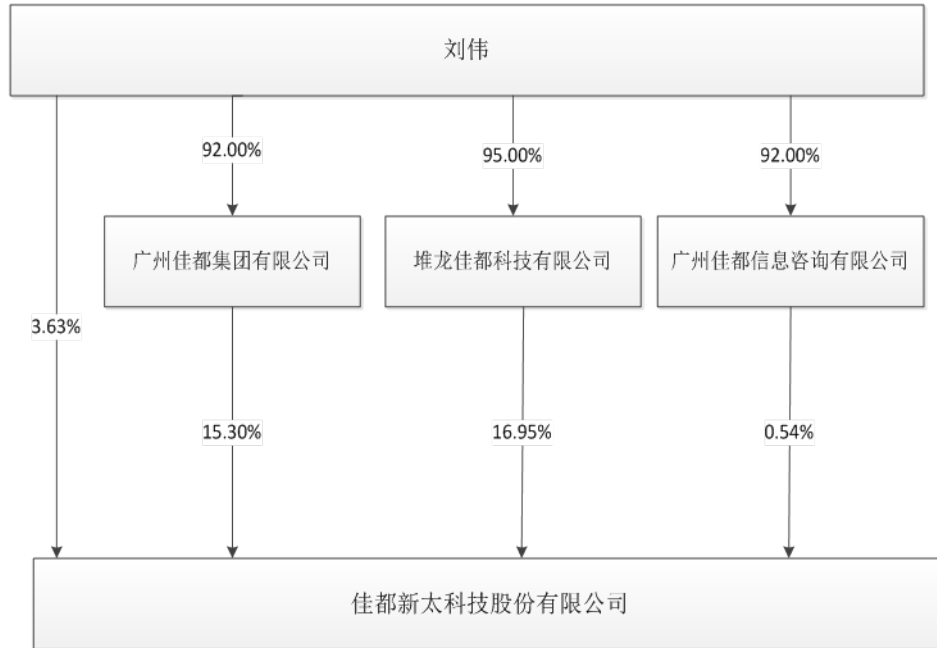 刘伟
92.00%
95.00%
92.00%
广州佳都集团有限公司
堆龙佳都科技有限公司
广州佳都信息咨询有限公司
3.63%
15.30%
16.95%
0.54%
佳都新太科技股份有限公司